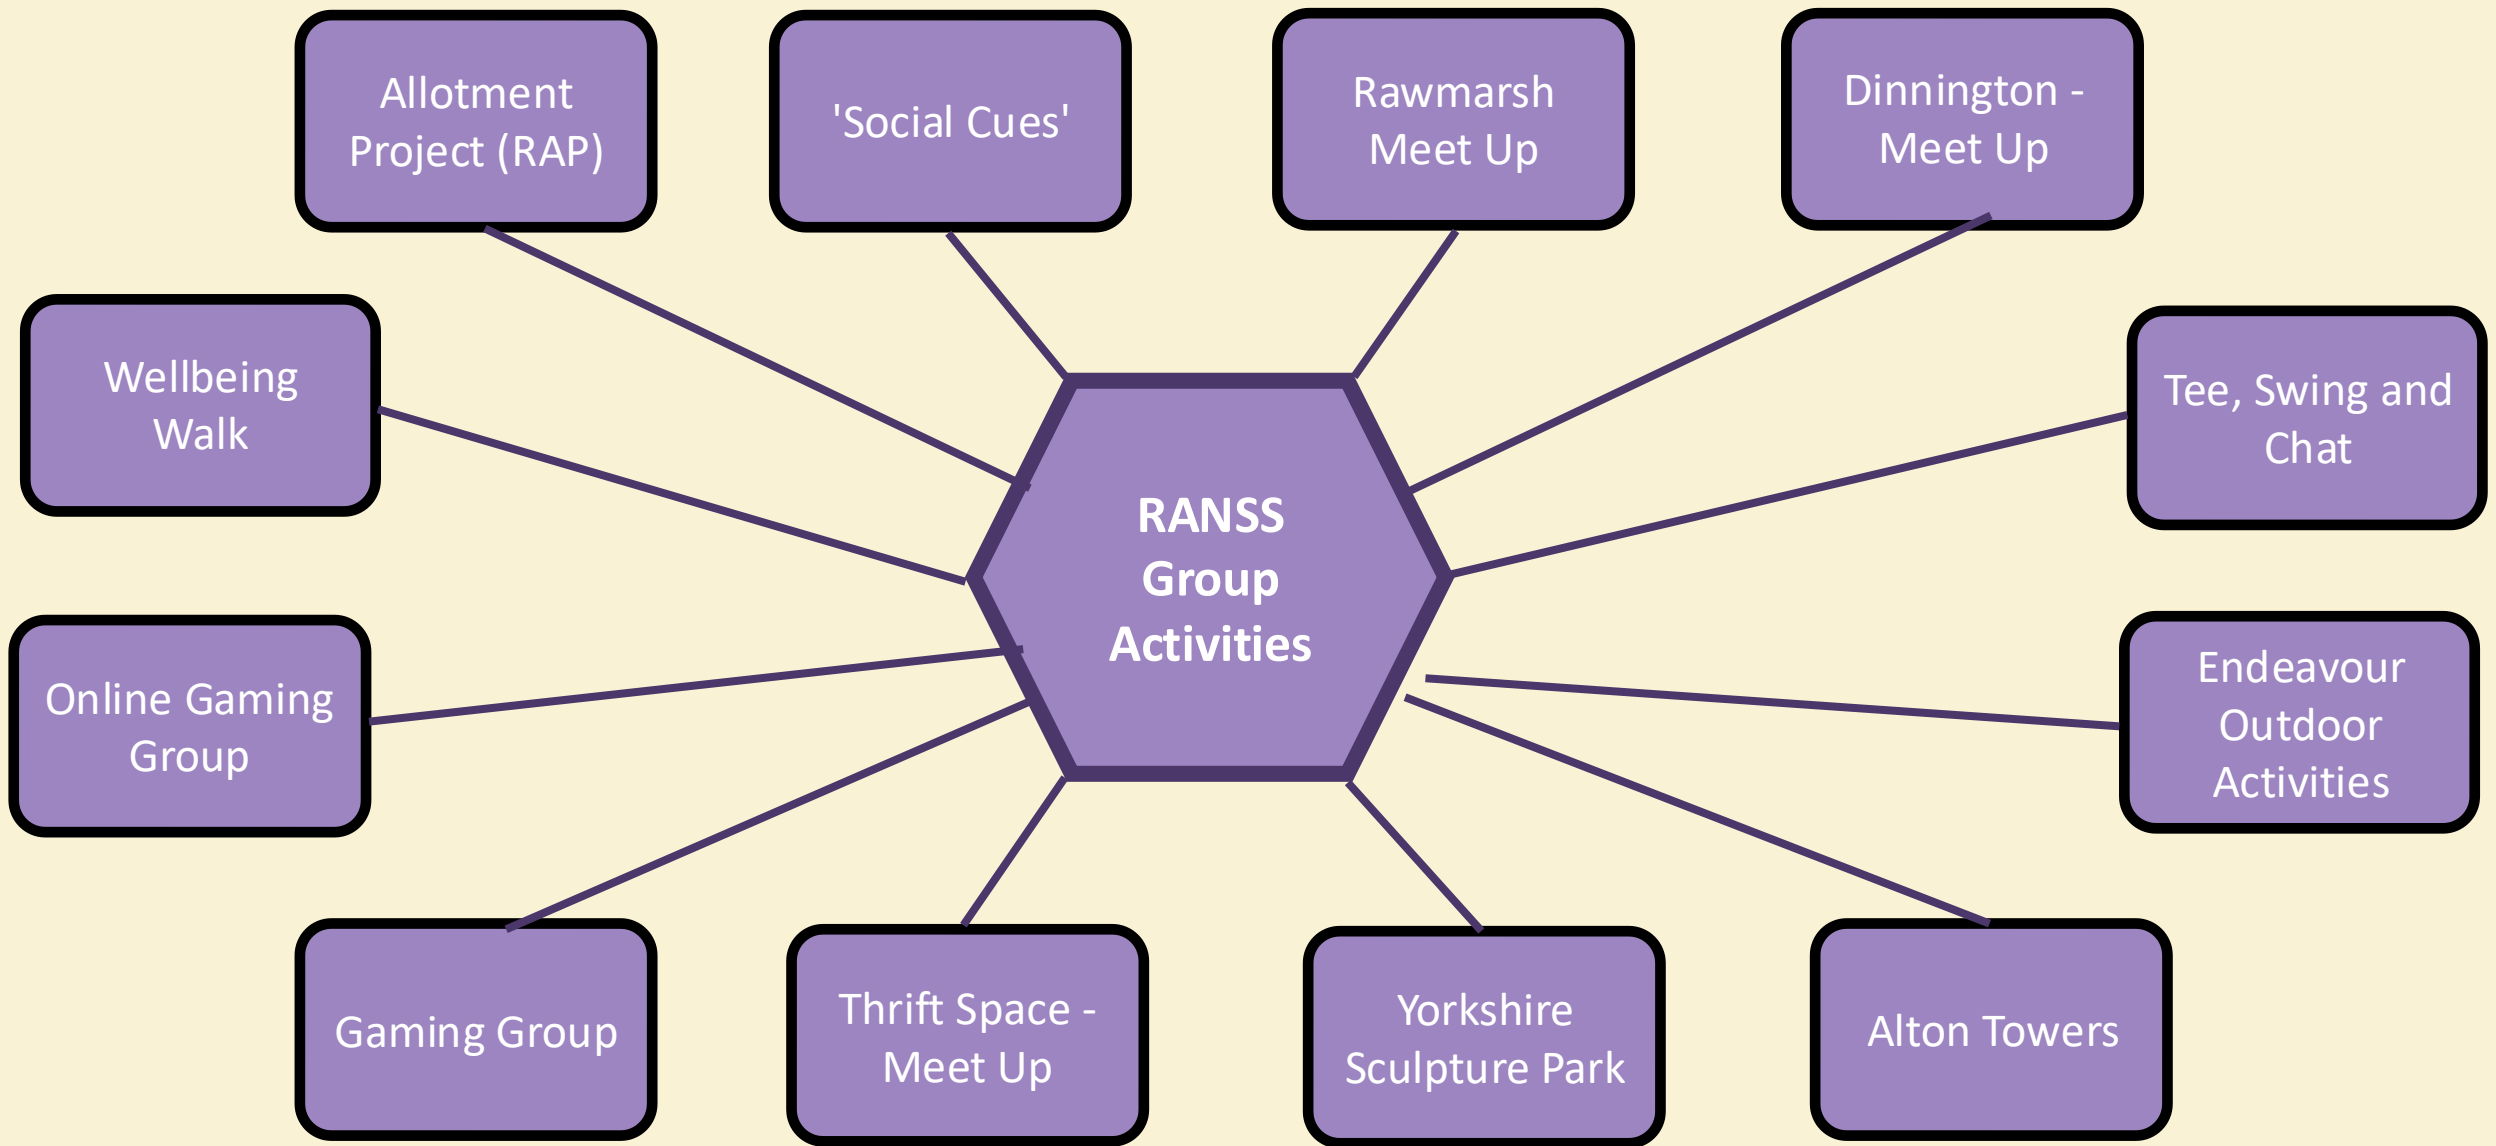 Allotment
Project (RAP)
'Social Cues'
Rawmarsh
Meet Up
Dinnington -
Meet Up
Wellbeing
Walk
Tee, Swing and
Chat
RANSS
Group
Activities
Online Gaming
Group
Endeavour
Outdoor
Activities
Gaming Group
Thrift Space -
Meet Up
Yorkshire
Sculpture Park
Alton Towers